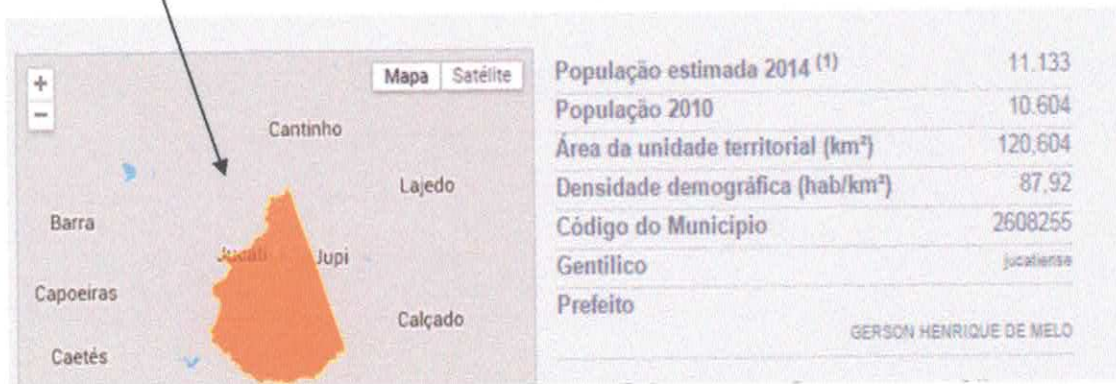 +
−
Mapa Satélite
Cantinho
Lajedo
Barra
Jucati Jupi
Capoeiras
Calçado
Caetés
População estimada 2014 (1) 11.133
População 2010 10.604
Área da unidade territorial (km²) 120,604
Densidade demográfica (hab/km²) 87,92
Código do Município 2608255
Gentílico jucatiense
Prefeito
GERSON HENRIQUE DE MELO